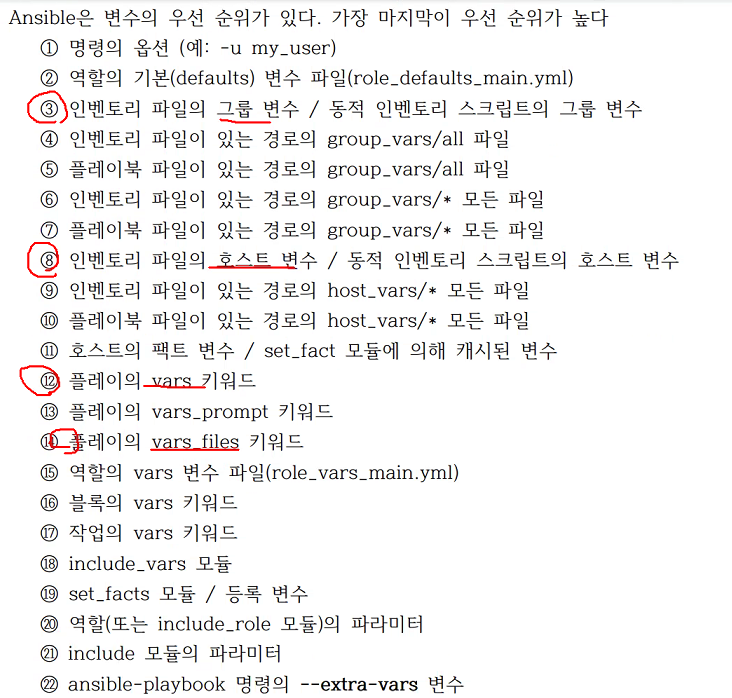 Ansible은 변수의 우선 순위가 있다. 가장 마지막이 우선 순위가 높다
① 명령의 옵션 (예: -u my_user)
② 역할의 기본(defaults) 변수 파일(role_defaults_main.yml)
③ 인벤토리 파일의 그룹 변수 / 동적 인벤토리 스크립트의 그룹 변수
④ 인벤토리 파일이 있는 경로의 group_vars/all 파일
⑤ 플레이북 파일이 있는 경로의 group_vars/all 파일
⑥ 인벤토리 파일이 있는 경로의 group_vars/* 모든 파일
⑦ 플레이북 파일이 있는 경로의 group_vars/* 모든 파일
⑧ 인벤토리 파일의 호스트 변수 / 동적 인벤토리 스크립트의 호스트 변수
⑨ 인벤토리 파일이 있는 경로의 host_vars/* 모든 파일
⑩ 플레이북 파일이 있는 경로의 host_vars/* 모든 파일
⑪ 호스트의 팩트 변수 / set_fact 모듈에 의해 캐시된 변수
⑫ 플레이의 vars 키워드
⑬ 플레이의 vars_prompt 키워드
⑭ 플레이의 vars_files 키워드
⑮ 역할의 vars 변수 파일(role_vars_main.yml)
⑯ 블록의 vars 키워드
⑰ 작업의 vars 키워드
⑱ include_vars 모듈
⑲ set_facts 모듈 / 등록 변수
⑳ 역할(또는 include_role 모듈)의 파라미터
㉑ include 모듈의 파라미터
㉒ ansible-playbook 명령의 --extra-vars 변수